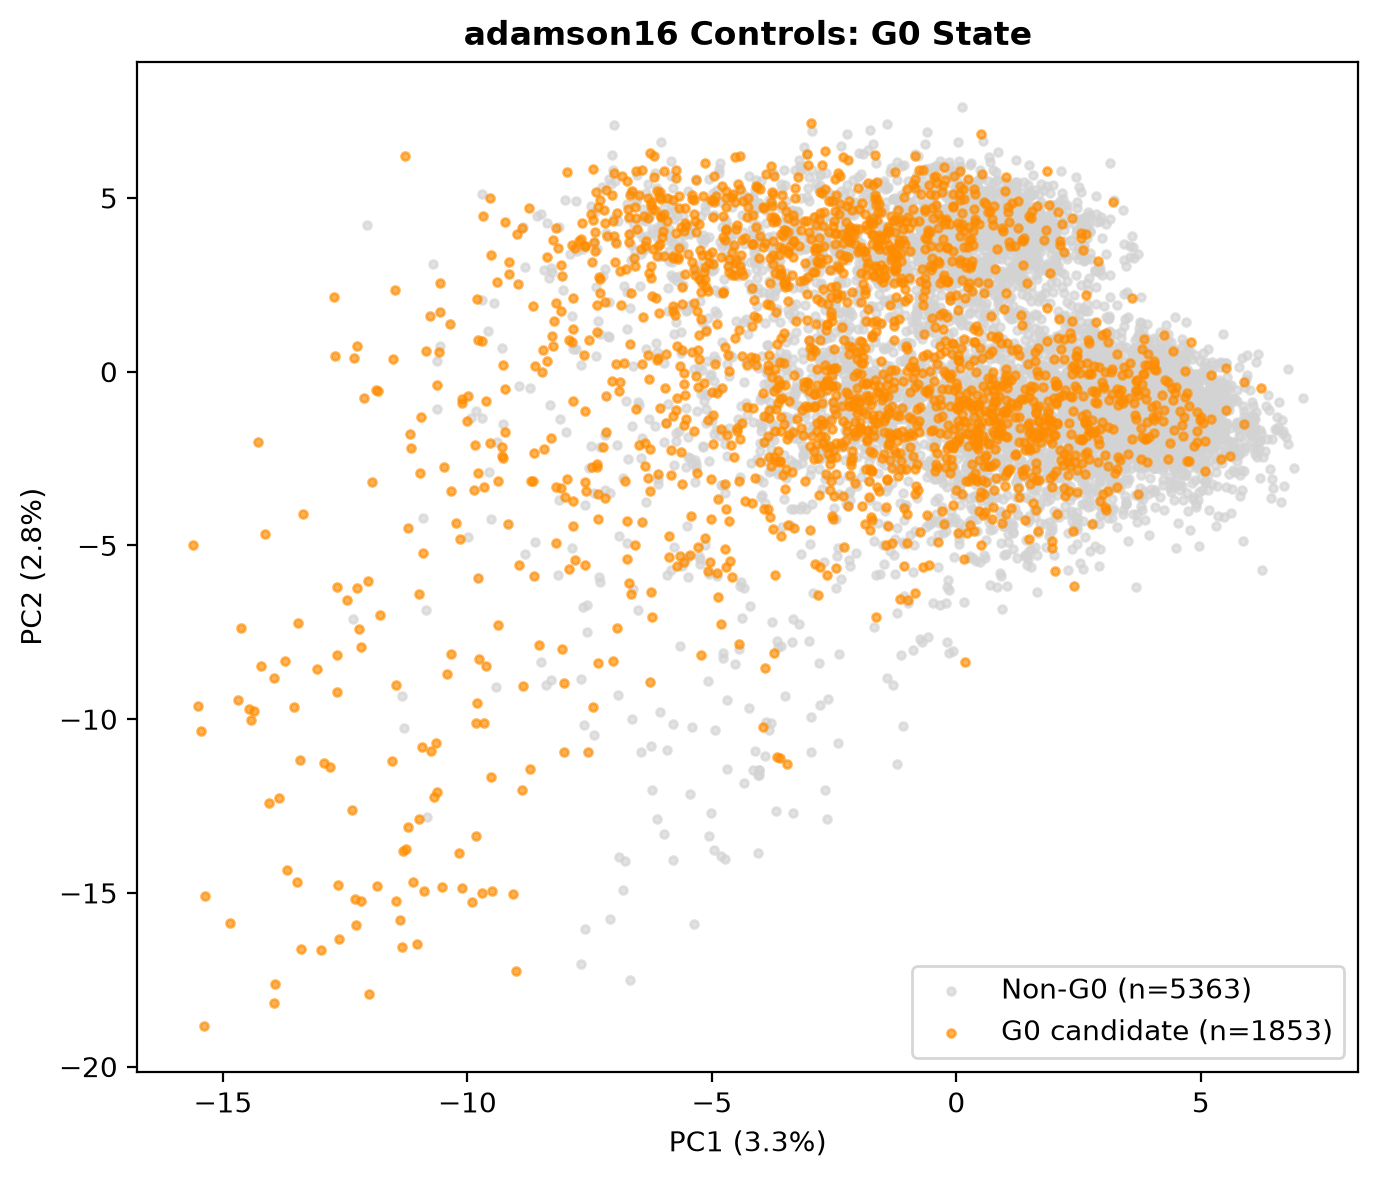 adamson16 Controls: G0 State
PC2 (2.8%)
5
0
−5
−10
−15
−20
Non-G0 (n=5363)
G0 candidate (n=1853)
−15
−10
−5
0
5
PC1 (3.3%)